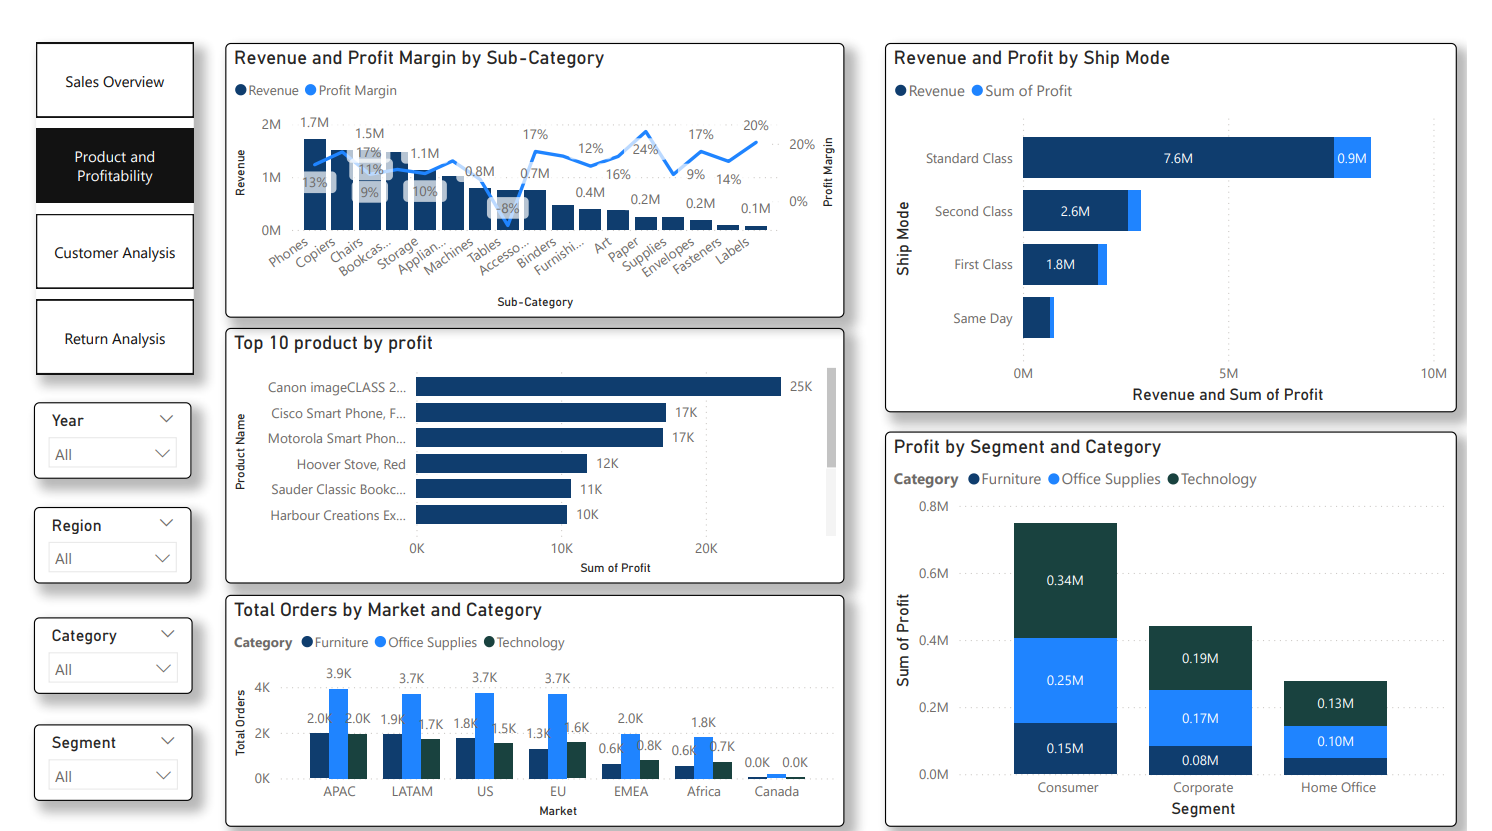 Sales Overview
Product and
Profitability
Customer Analysis
Return Analysis
Year
All
Region
All
Category
All
Segment
All
Revenue and Profit Margin by Sub-Category
Revenue Profit Margin
Revenue
2M
1M
0M
1.7M
1.5M
1.1M
0.8M
0.7M
0.4M
0.2M
0.2M
0.1M
13%
17%
11%
9%
10%
-8%
17%
12%
16%
24%
9%
17%
14%
20%
20%
0%
Profit Margin
Phones
Copiers
Chairs
Bookcas...
Storage
Applian...
Machines
Tables
Accesso...
Binders
Furnishi...
Art
Paper
Supplies
Envelopes
Fasteners
Labels
Sub-Category
Top 10 product by profit
Product Name
Canon imageCLASS 2... 25K
Cisco Smart Phone, F... 17K
Motorola Smart Phon... 17K
Hoover Stove, Red 12K
Sauder Classic Bookc... 11K
Harbour Creations Ex... 10K
0K 10K 20K
Sum of Profit
Total Orders by Market and Category
Category Furniture Office Supplies Technology
Total Orders
4K
2K
0K
2.0K 3.9K 2.0K
1.9K 3.7K 1.7K
1.8K 3.7K 1.5K
1.3K 3.7K 1.6K
0.6K 2.0K 0.8K
0.6K 1.8K 0.7K
0.0K 0.0K
APAC LATAM US EU EMEA Africa Canada
Market
Revenue and Profit by Ship Mode
Revenue Sum of Profit
Ship Mode
Standard Class 7.6M 0.9M
Second Class 2.6M
First Class 1.8M
Same Day
0M 5M 10M
Revenue and Sum of Profit
Profit by Segment and Category
Category Furniture Office Supplies Technology
Sum of Profit
0.8M
0.6M
0.4M
0.2M
0.0M
0.34M
0.25M
0.15M
0.19M
0.17M
0.08M
0.13M
0.10M
Consumer Corporate Home Office
Segment